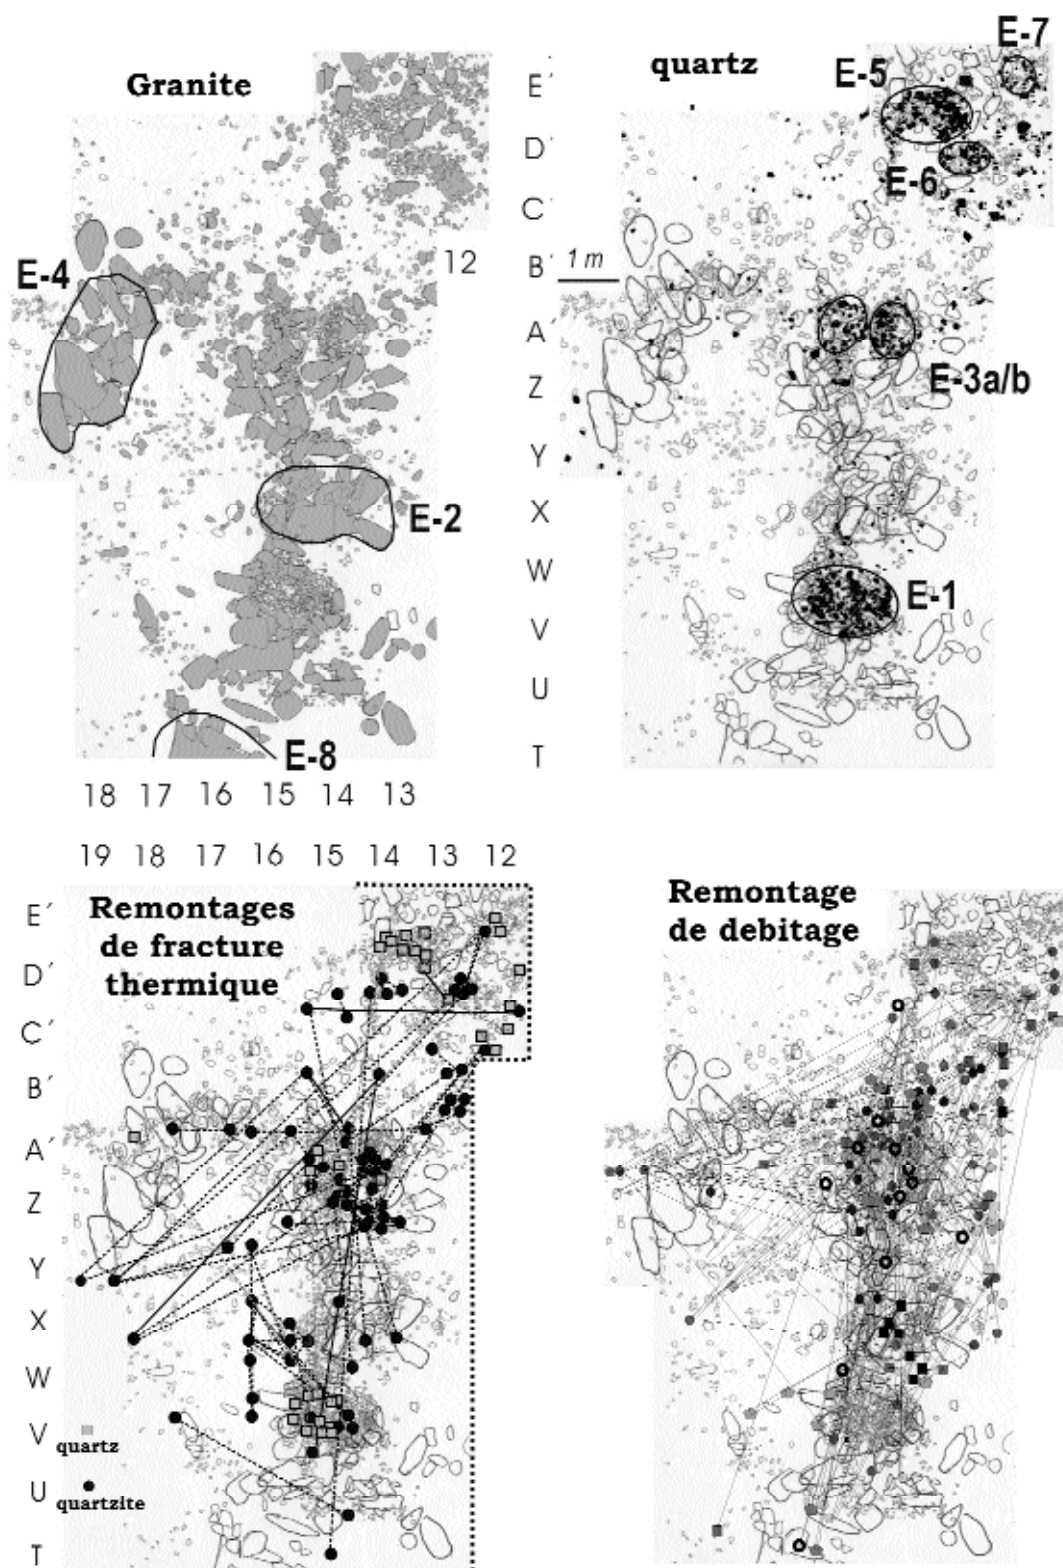 Granite
E-4
E-2
E-8
12
18 17 16 15 14 13
quartz
E-7
E-5
E-6
E-3a/b
E-1
1 m
E´
D´
C´
B´
A´
Z
Y
X
W
V
U
T
19 18 17 16 15 14 13 12
Remontages
de fracture
thermique
E´
D´
C´
B´
A´
Z
Y
X
W
V
U
T
quartz
quartzite
Remontage
de debitage